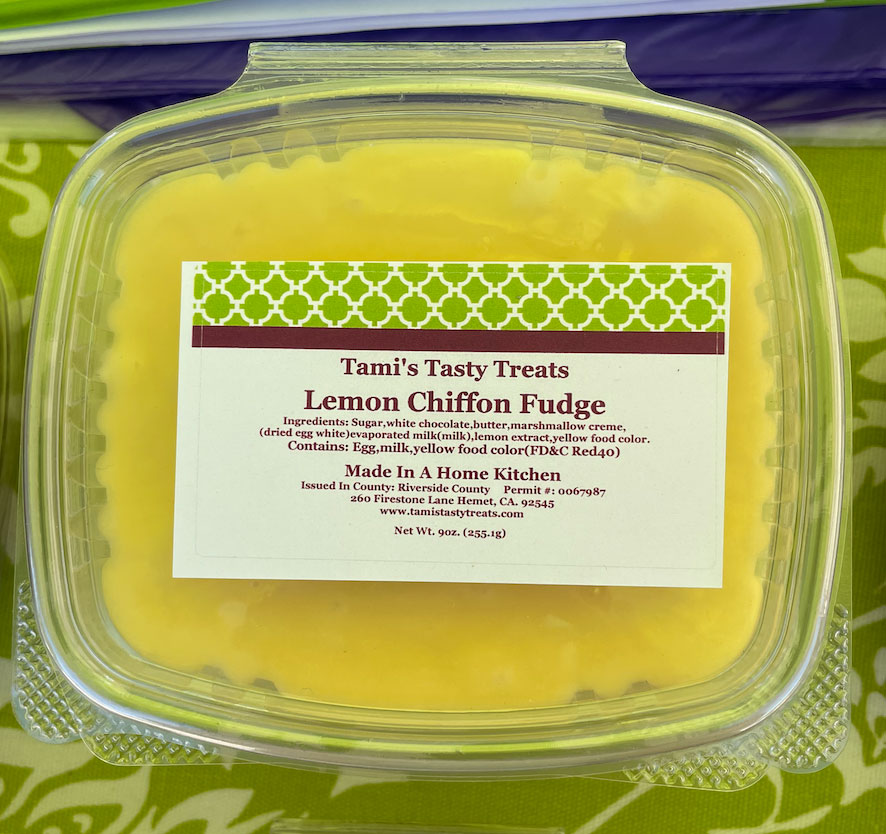 Tami's Tasty Treats
Lemon Chiffon Fudge
Ingredients: Sugar,white chocolate,butter,marshmallow creme,
(dried egg white)evaporated milk(milk),lemon extract,yellow food color.
Contains: Egg,milk,yellow food color(FD&C Red40)
Made In A Home Kitchen
Issued In County: Riverside County Permit #: 0067987
260 Firestone Lane Hemet, CA. 92545
www.tamistastytreats.com
Net Wt. 9oz. (255.1g)